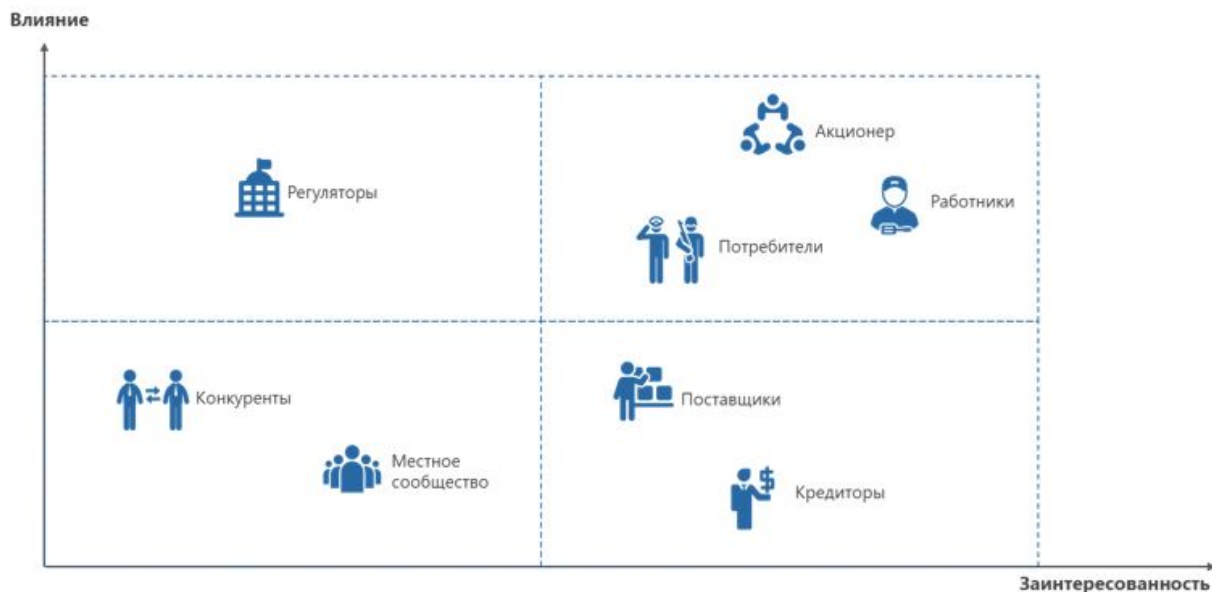 Влияние
Акционер
Регуляторы
Работники
Потребители
Конкуренты
Поставщики
Местное
сообщество
Кредиторы
Заинтересованность